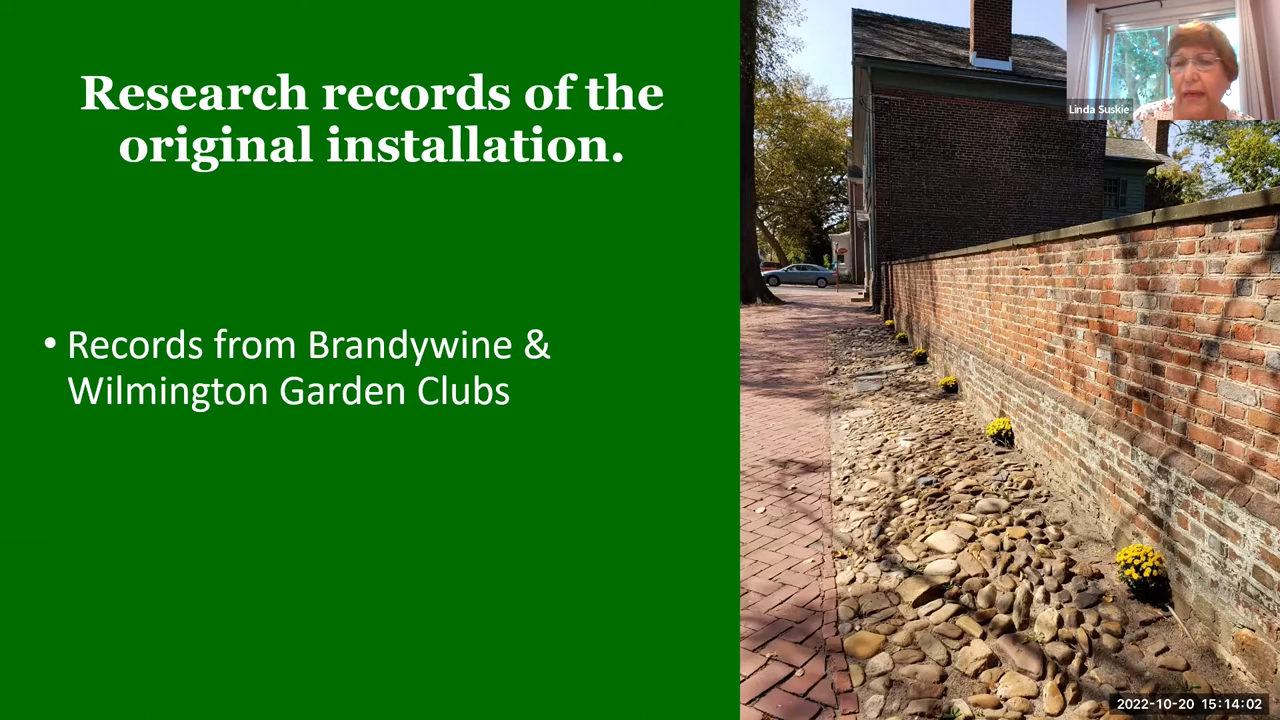 Research records of the
original installation.
• Records from Brandywine &
Wilmington Garden Clubs
Linda Suskie
2022-10-20 15:14:02